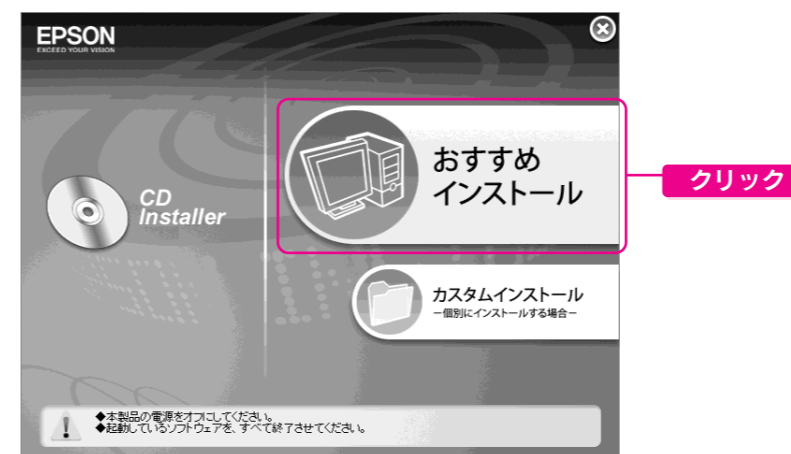 EPSON
EXCEED YOUR VISION
おすすめ
インストール
クリック
CD
Installer
カスタムインストール
−個別にインストールする場合−
◆本製品の電源をオフにしてください。
◆起動しているソフトウェアを、すべて終了させてください。